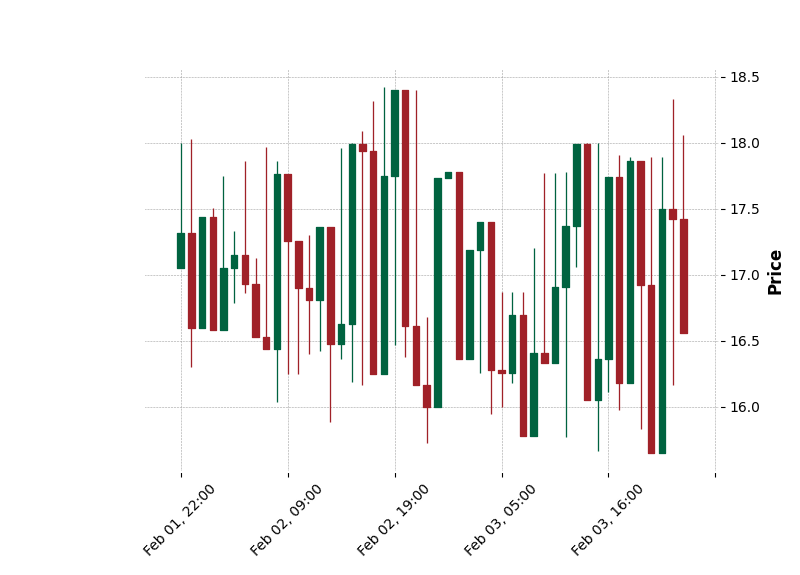 18.5
18.0
17.5
17.0
16.5
16.0
Price
Feb 01, 22:00
Feb 02, 09:00
Feb 02, 19:00
Feb 03, 05:00
Feb 03, 16:00